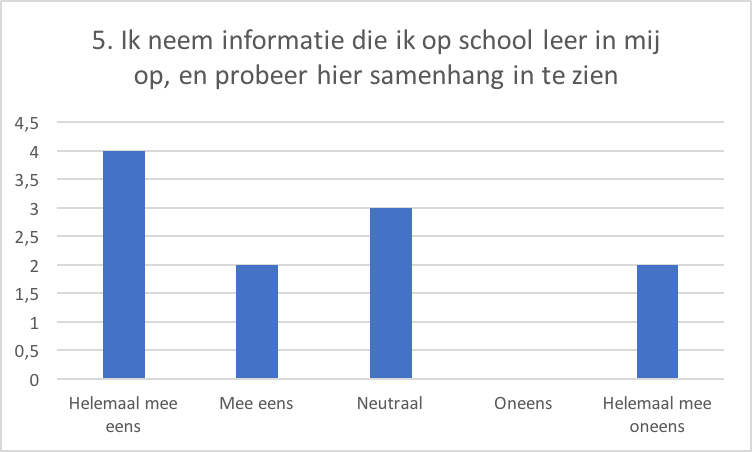 5. Ik neem informatie die ik op school leer in mij
op, en probeer hier samenhang in te zien
4,5
4
3,5
3
2,5
2
1,5
1
0,5
0
Helemaal mee
eens
Mee eens
Neutraal
Oneens
Helemaal mee
oneens